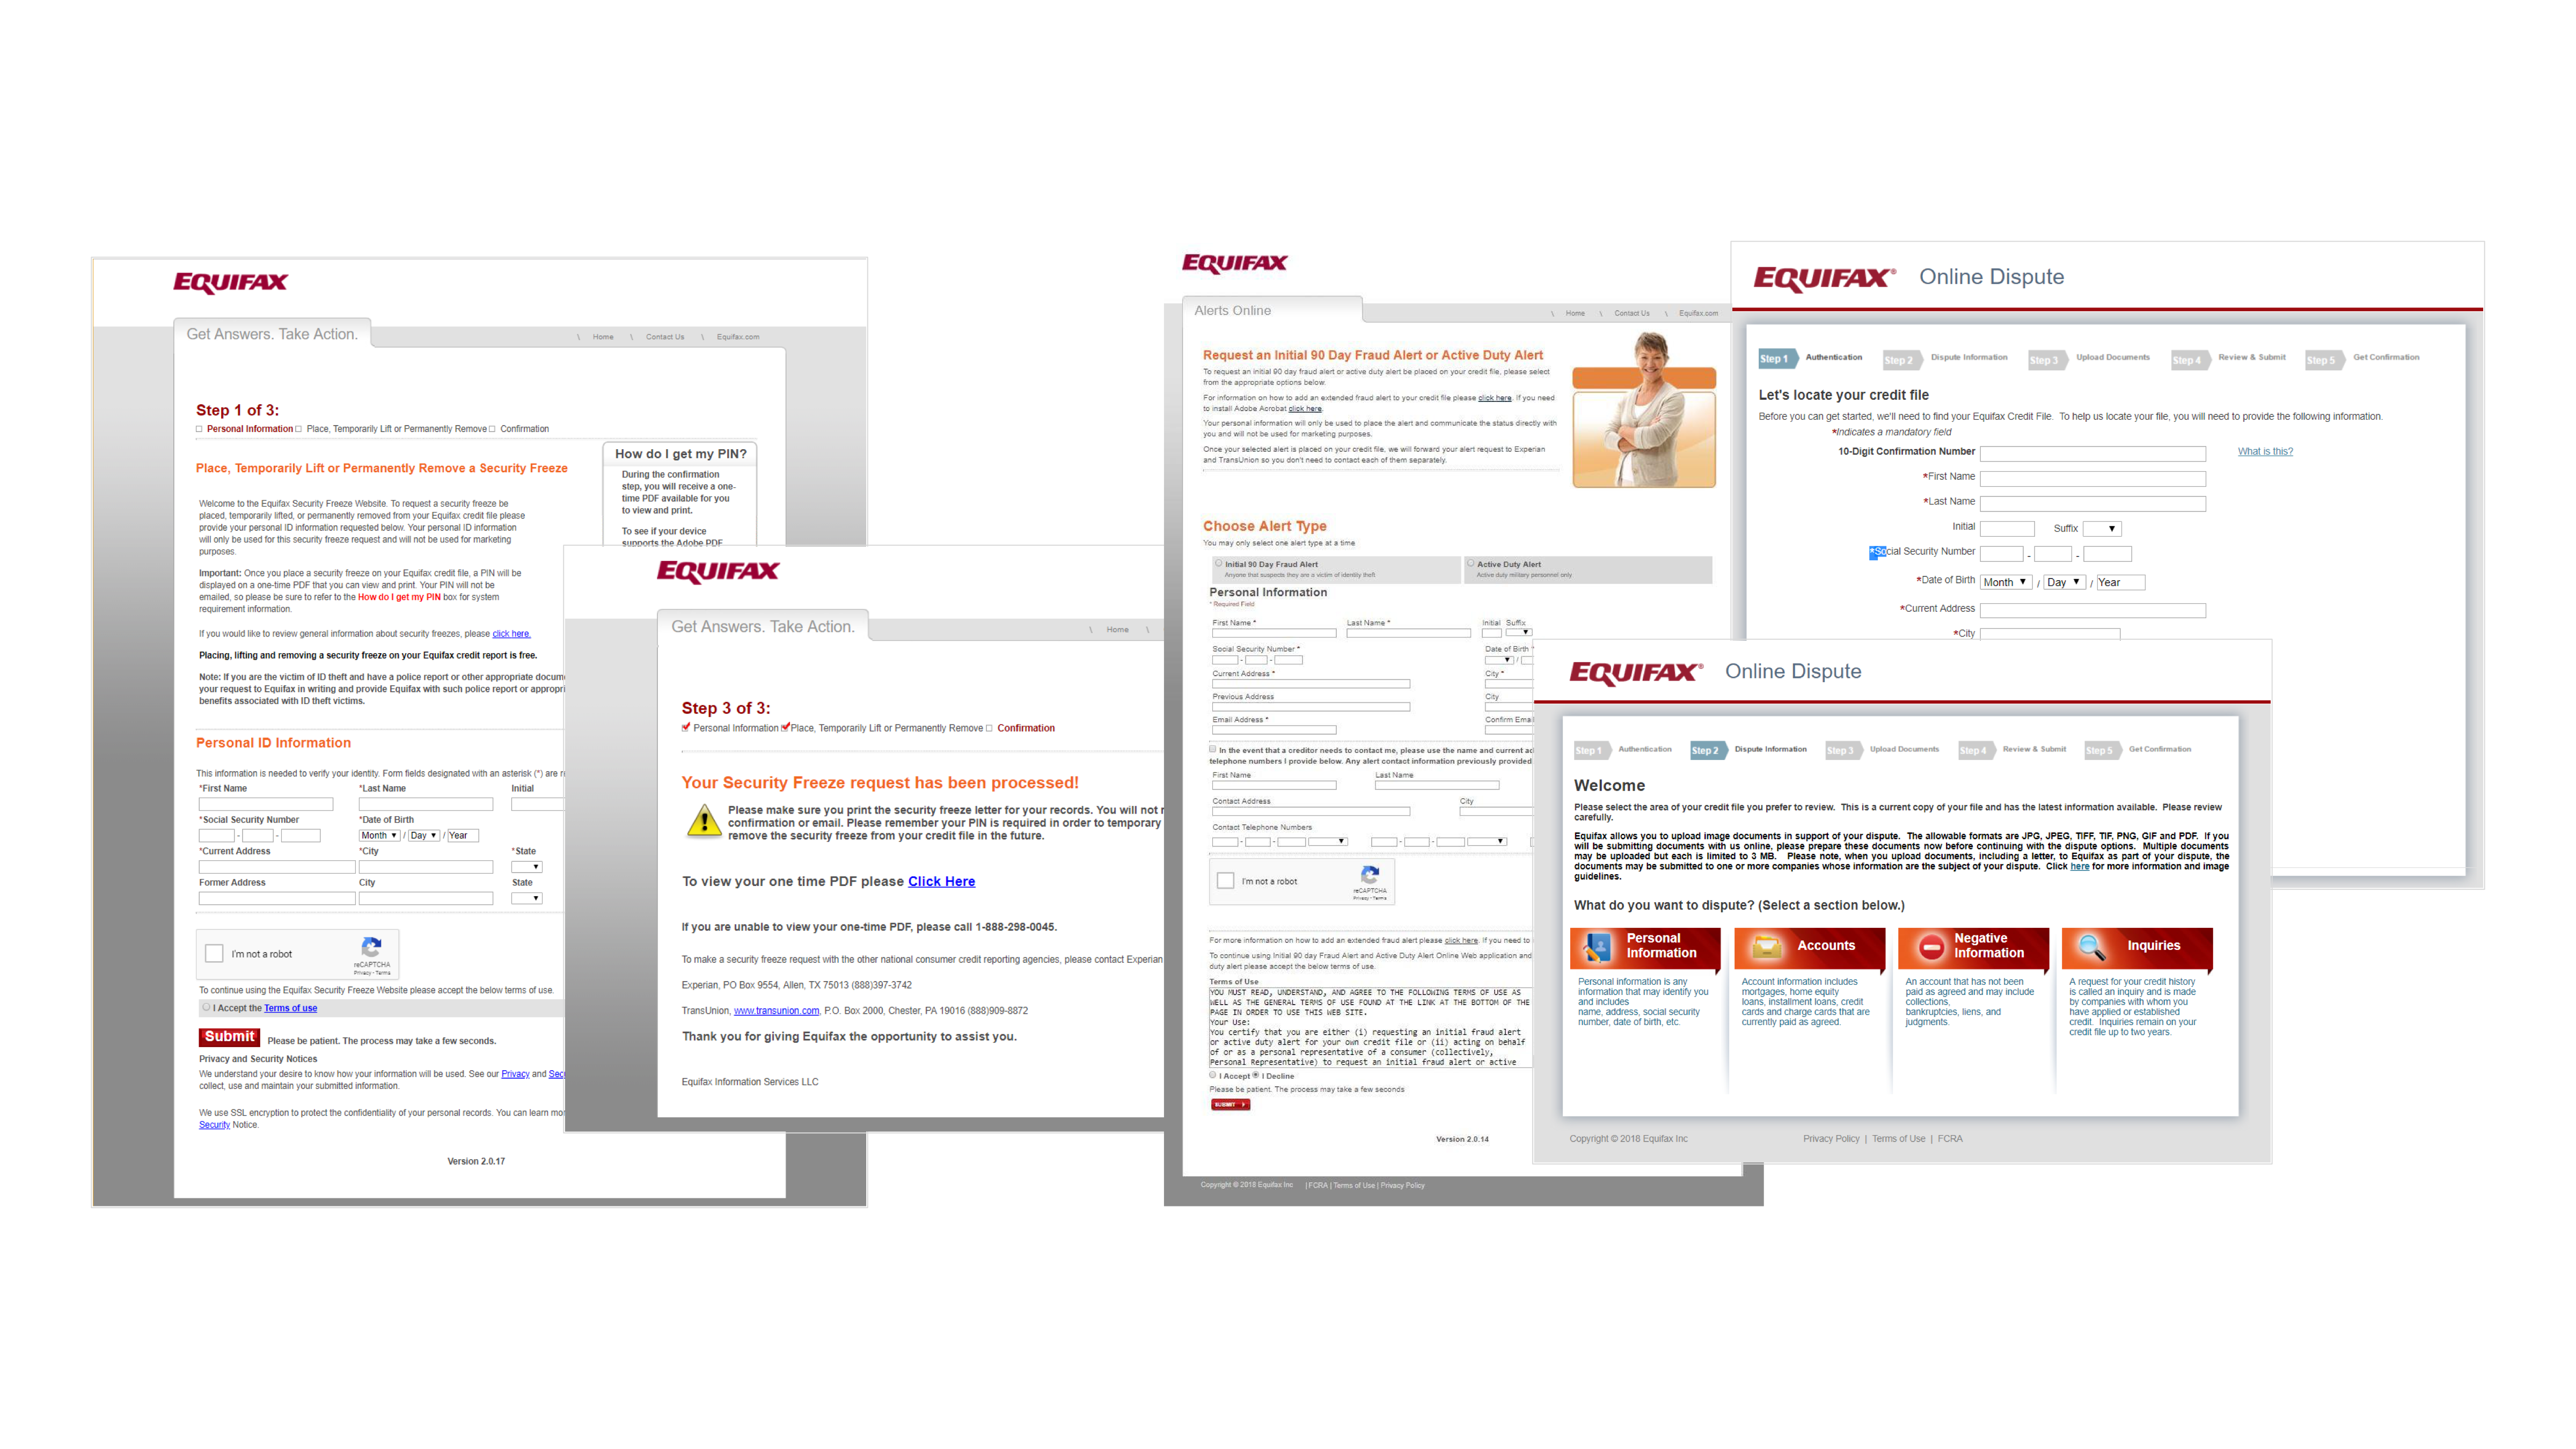 EQUIFAX
Get Answers. Take Action.
\ Home \ Contact Us \ Equifax.com
Step 1 of 3:
Personal Information Place, Temporarily Lift or Permanently Remove Confirmation
Place, Temporarily Lift or Permanently Remove a Security Freeze
Welcome to the Equifax Security Freeze Website. To request a security freeze be
placed, temporarily lifted, or permanently removed from your Equifax credit file please
provide your personal ID information requested below. Your personal ID information
will only be used for this security freeze request and will not be used for marketing
purposes.
Important: Once you place a security freeze on your Equifax credit file, a PIN will be
displayed on a one-time PDF that you can view and print. Your PIN will not be
emailed, so please be sure to refer to the How do I get my PIN box for system
requirement information.
If you would like to review general information about security freezes, please click here.
Placing, lifting and removing a security freeze on your Equifax credit report is free.
Note: If you are the victim of ID theft and have a police report or other appropriate docum
your request to Equifax in writing and provide Equifax with such police report or appropri
benefits associated with ID theft victims.
How do I get my PIN?
During the confirmation
step, you will receive a one-
time PDF available for you
to view and print.
To see if your device
supports the Adobe PDF
Personal ID Information
This information is needed to verify your identity. Form fields designated with an asterisk (*) are r
*First Name *Last Name Initial
*Social Security Number *Date of Birth
- - Month / Day / Year
*Current Address *City *State
Former Address City State
I'm not a robot
reCAPTCHA
Privacy - Terms
To continue using the Equifax Security Freeze Website please accept the below terms of use.
I Accept the Terms of use
Submit Please be patient. The process may take a few seconds.
Privacy and Security Notices
We understand your desire to know how your information will be used. See our Privacy and Sec
collect, use and maintain your submitted information.
We use SSL encryption to protect the confidentiality of your personal records. You can learn mo
Security Notice.
Version 2.0.17
EQUIFAX
Get Answers. Take Action.
\ Home \
Step 3 of 3:
Personal Information Place, Temporarily Lift or Permanently Remove Confirmation
Your Security Freeze request has been processed!
Please make sure you print the security freeze letter for your records. You will not r
confirmation or email. Please remember your PIN is required in order to temporary
remove the security freeze from your credit file in the future.
To view your one time PDF please Click Here
If you are unable to view your one-time PDF, please call 1-888-298-0045.
To make a security freeze request with the other national consumer credit reporting agencies, please contact Experian
Experian, PO Box 9554, Allen, TX 75013 (888)397-3742
TransUnion, www.transunion.com, P.O. Box 2000, Chester, PA 19016 (888)909-8872
Thank you for giving Equifax the opportunity to assist you.
Equifax Information Services LLC
EQUIFAX
Alerts Online
\ Home \ Contact Us \ Equifax.com
Request an Initial 90 Day Fraud Alert or Active Duty Alert
To request an initial 90 day fraud alert or active duty alert be placed on your credit file, please select
from the appropriate options below.
For information on how to add an extended fraud alert to your credit file please click here. If you need
to install Adobe Acrobat click here.
Your personal information will only be used to place the alert and communicate the status directly with
you and will not be used for marketing purposes.
Once your selected alert is placed on your credit file, we will forward your alert request to Experian
and TransUnion so you don't need to contact each of them separately.
Choose Alert Type
You may only select one alert type at a time
Initial 90 Day Fraud Alert
Anyone that suspects they are a victim of identity theft
Active Duty Alert
Active duty military personnel only
Personal Information
* Required Field
First Name * Last Name * Initial Suffix
Social Security Number * Date of Birth *
- - /
Current Address * City *
Previous Address City
Email Address * Confirm Emai
In the event that a creditor needs to contact me, please use the name and current ad
telephone numbers I provide below. Any alert contact information previously provided
First Name Last Name
Contact Address City
Contact Telephone Numbers
- - - -
I'm not a robot
reCAPTCHA
Privacy - Terms
For more information on how to add an extended fraud alert please click here. If you need to
To continue using Initial 90 day Fraud Alert and Active Duty Alert Online Web application and
duty alert please accept the below terms of use.
Terms of Use
YOU MUST READ, UNDERSTAND, AND AGREE TO THE FOLLOWING TERMS OF USE AS
WELL AS THE GENERAL TERMS OF USE FOUND AT THE LINK AT THE BOTTOM OF THE
PAGE IN ORDER TO USE THIS WEB SITE.
Your Use:
You certify that you are either (i) requesting an initial fraud alert
or active duty alert for your own credit file or (ii) acting on behalf
of or as a personal representative of a consumer (collectively,
Personal Representative) to request an initial fraud alert or active
I Accept I Decline
Please be patient. The process may take a few seconds
SUBMIT
Version 2.0.14
Copyright © 2018 Equifax Inc | FCRA | Terms of Use | Privacy Policy
EQUIFAX® Online Dispute
Step 1 Authentication Step 2 Dispute Information Step 3 Upload Documents Step 4 Review & Submit Step 5 Get Confirmation
Let's locate your credit file
Before you can get started, we'll need to find your Equifax Credit File. To help us locate your file, you will need to provide the following information.
*Indicates a mandatory field
10-Digit Confirmation Number What is this?
*First Name
*Last Name
Initial Suffix
*Social Security Number - -
*Date of Birth Month / Day / Year
*Current Address
*City
EQUIFAX® Online Dispute
Step 1 Authentication Step 2 Dispute Information Step 3 Upload Documents Step 4 Review & Submit Step 5 Get Confirmation
Welcome
Please select the area of your credit file you prefer to review. This is a current copy of your file and has the latest information available. Please review
carefully.
Equifax allows you to upload image documents in support of your dispute. The allowable formats are JPG, JPEG, TIFF, TIF, PNG, GIF and PDF. If you
will be submitting documents with us online, please prepare these documents now before continuing with the dispute options. Multiple documents
may be uploaded but each is limited to 3 MB. Please note, when you upload documents, including a letter, to Equifax as part of your dispute, the
documents may be submitted to one or more companies whose information are the subject of your dispute. Click here for more information and image
guidelines.
What do you want to dispute? (Select a section below.)
Personal
Information
Personal information is any
information that may identify you
and includes
name, address, social security
number, date of birth, etc.
Accounts
Account information includes
mortgages, home equity
loans, installment loans, credit
cards and charge cards that are
currently paid as agreed.
Negative
Information
An account that has not been
paid as agreed and may include
collections,
bankruptcies, liens, and
judgments.
Inquiries
A request for your credit history
is called an inquiry and is made
by companies with whom you
have applied or established
credit. Inquiries remain on your
credit file up to two years.
Copyright © 2018 Equifax Inc Privacy Policy | Terms of Use | FCRA